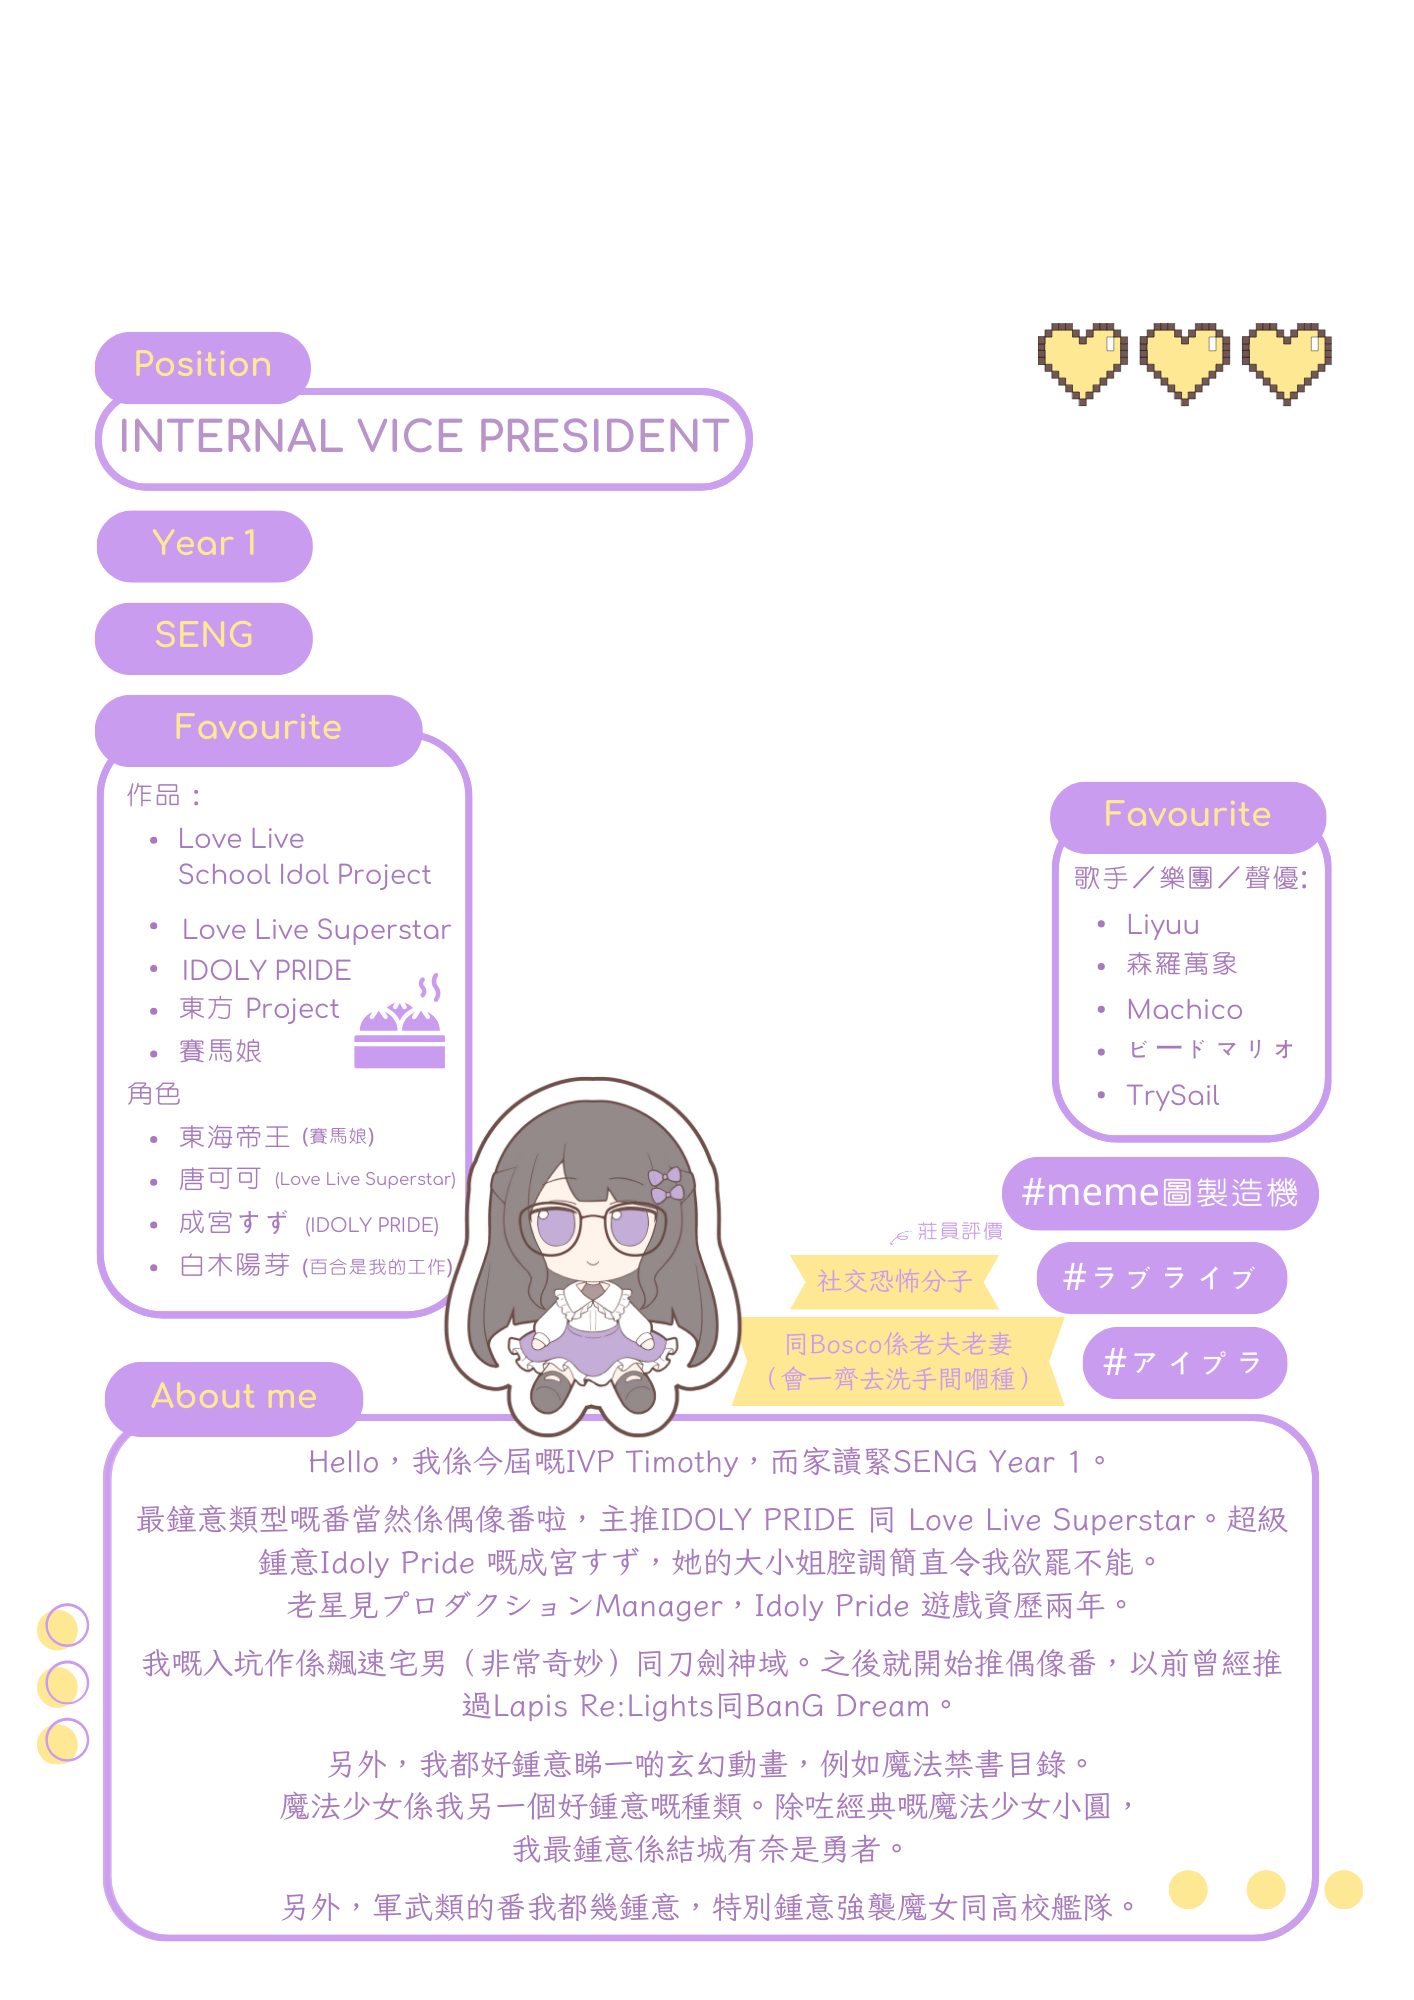 Position
INTERNAL VICE PRESIDENT
Year 1
SENG
Favourite
作品：
• Love Live
School Idol Project
• Love Live Superstar
• IDOLY PRIDE
• 東方 Project
• 賽馬娘
角色
• 東海帝王 (賽馬娘)
• 唐可可 (Love Live Superstar)
• 成宮すず (IDOLY PRIDE)
• 白木陽芽 (百合是我的工作)
Favourite
歌手／樂團／聲優:
• Liyuu
• 森羅萬象
• Machico
• ビードマリオ
• TrySail
#meme圖製造機
#ラブライブ
#アイプラ
莊員評價
社交恐怖分子
同Bosco係老夫老妻
（會一齊去洗手間嗰種）
About me
Hello，我係今屆嘅IVP Timothy，而家讀緊SENG Year 1。
最鐘意類型嘅番當然係偶像番啦，主推IDOLY PRIDE 同 Love Live Superstar。超級
鍾意Idoly Pride 嘅成宮すず，她的大小姐腔調簡直令我欲罷不能。
老星見プロダクションManager，Idoly Pride 遊戲資歷兩年。
我嘅入坑作係飆速宅男（非常奇妙）同刀劍神域。之後就開始推偶像番，以前曾經推
過Lapis Re:Lights同BanG Dream。
另外，我都好鍾意睇一啲玄幻動畫，例如魔法禁書目錄。
魔法少女係我另一個好鍾意嘅種類。除咗經典嘅魔法少女小圓，
我最鍾意係結城有奈是勇者。
另外，軍武類的番我都幾鍾意，特別鍾意強襲魔女同高校艦隊。